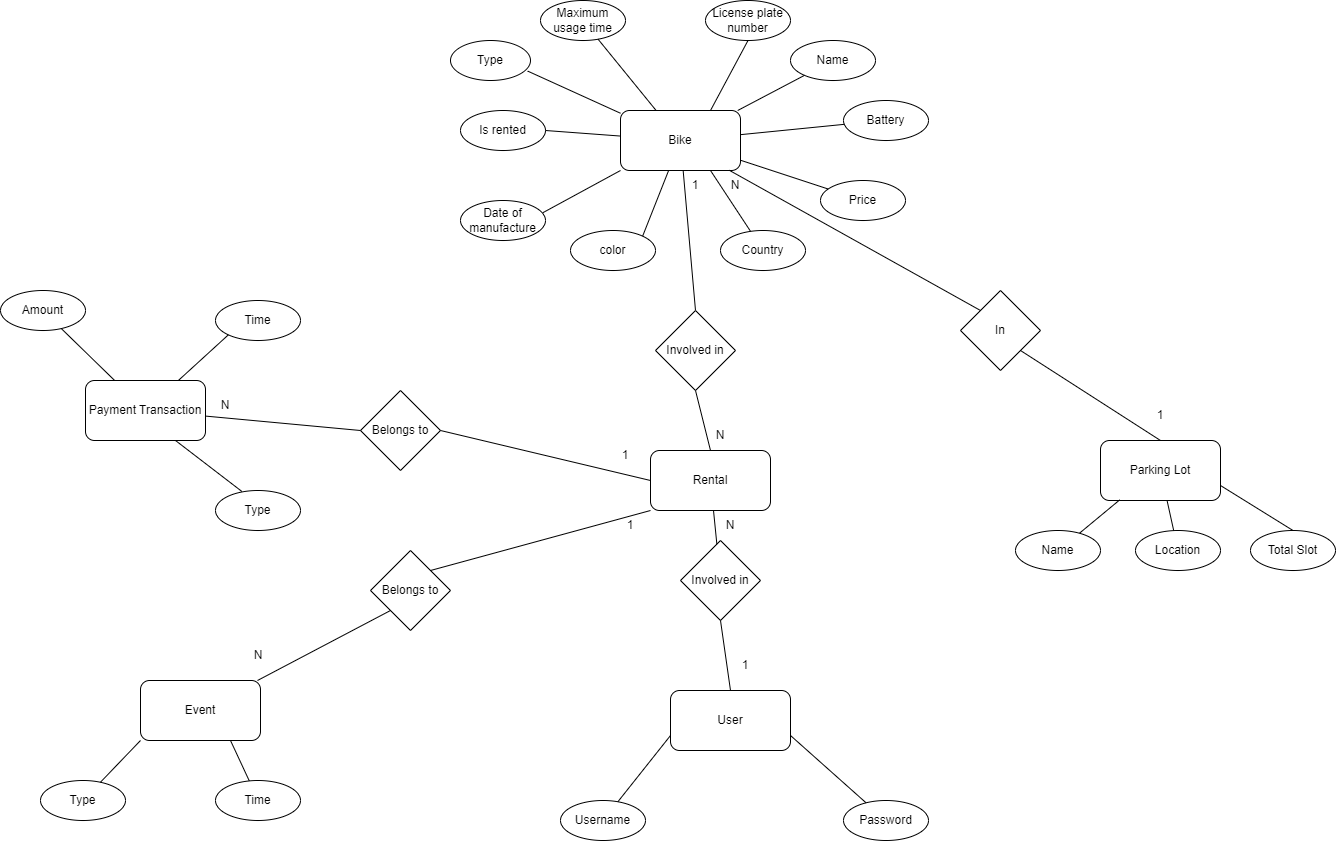 Maximum
usage time
License plate
number
Type
Name
Battery
Is rented
Bike
1
N
Price
Date of
manufacture
color
Country
Amount
Time
In
Involved in
Payment Transaction
N
Belongs to
1
N
1
Rental
Parking Lot
Type
1
N
Name
Location
Total Slot
Belongs to
Involved in
N
1
Event
User
Type
Time
Username
Password